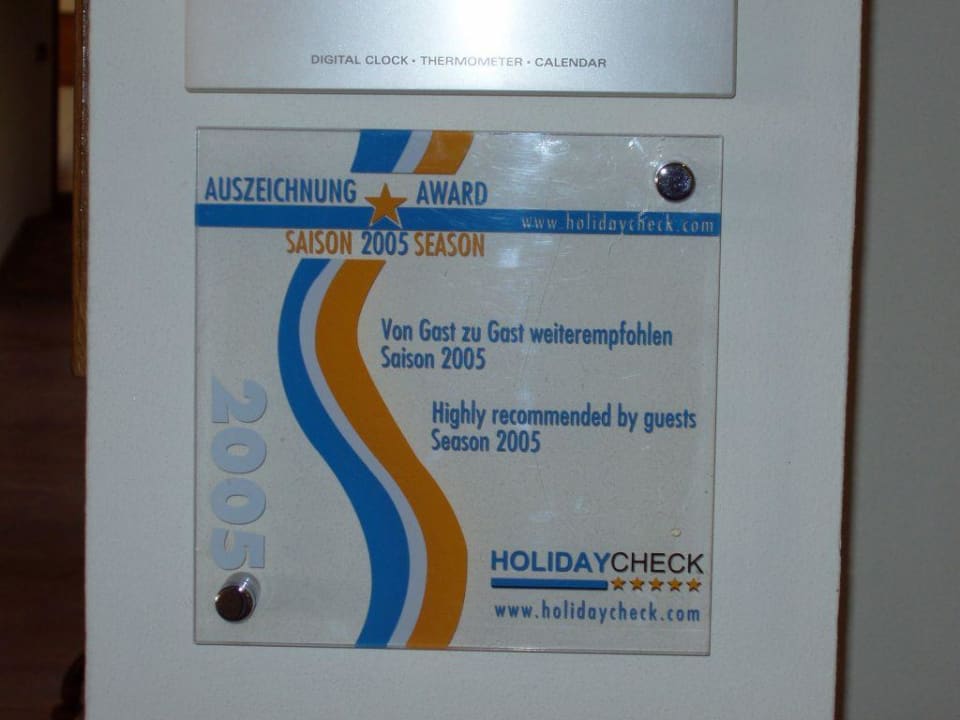 DIGITAL CLOCK • THERMOMETER • CALENDAR
AUSZEICHNUNG AWARD
www.holidaycheck.com
SAISON 2005 SEASON
Von Gast zu Gast weiterempfohlen
Saison 2005
Highly recommended by guests
Season 2005
2005
HOLIDAYCHECK
www.holidaycheck.com